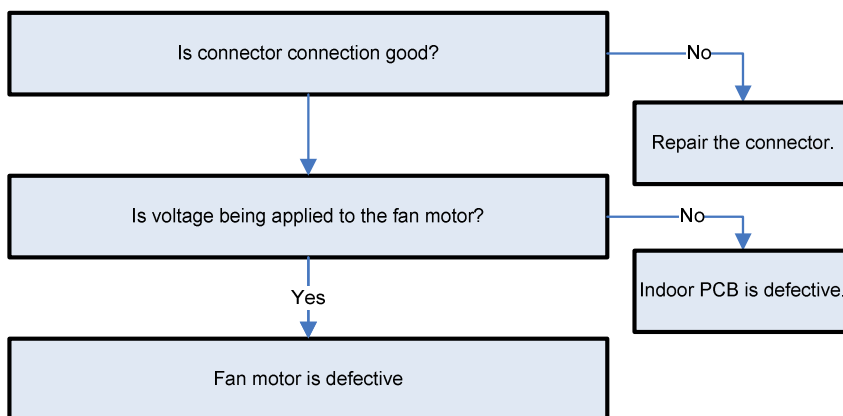 Is connector connection good?
No
Repair the connector.
Is voltage being applied to the fan motor?
No
Indoor PCB is defective.
Yes
Fan motor is defective